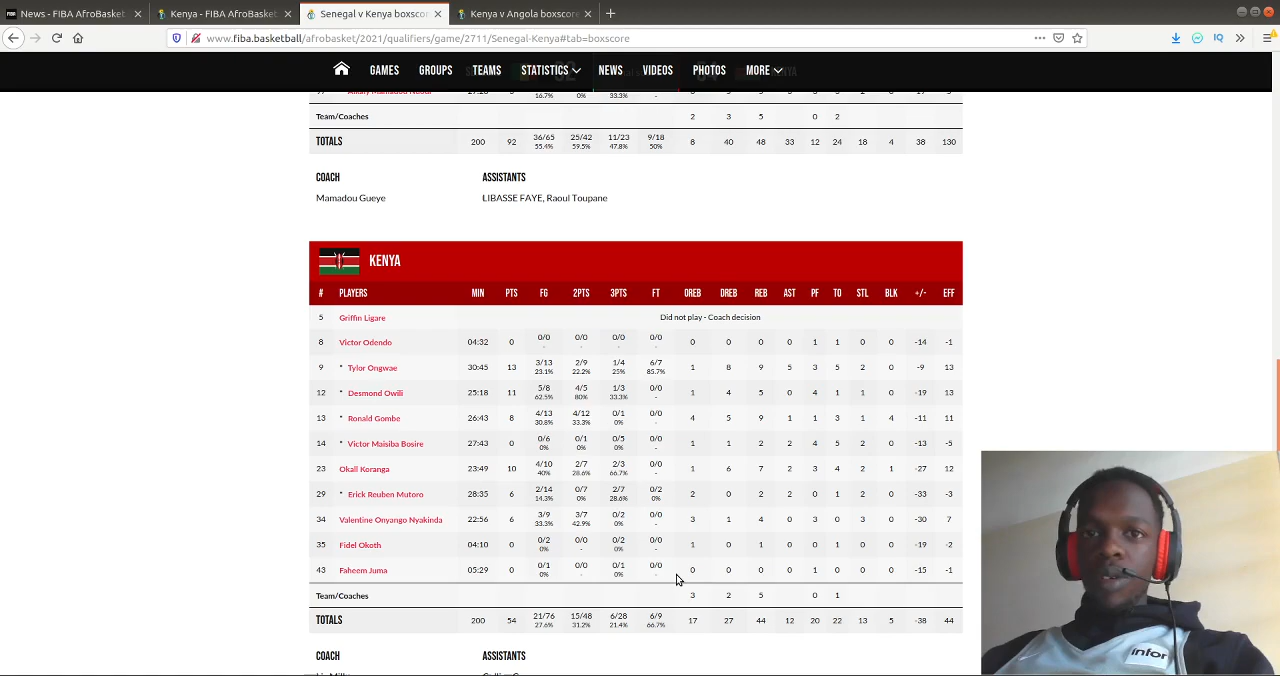 News - FIBA AfroBasket
Kenya - FIBA AfroBasket
Senegal v Kenya boxscor
Kenya v Angola boxscore
www.fiba.basketball/afrobasket/2021/qualifiers/game/2711/Senegal-Kenya#tab=boxscore
GAMES GROUPS TEAMS STATISTICS NEWS VIDEOS PHOTOS MORE
16.7% 0% 33.3% -
Team/Coaches 2 3 5 0 2
TOTALS 200 92 36/65 55.4% 25/42 59.5% 11/23 47.8% 9/18 50% 8 40 48 33 12 24 18 4 38 130
COACH ASSISTANTS
Mamadou Gueye LIBASSE FAYE, Raoul Toupane
KENYA
# PLAYERS MIN PTS FG 2PTS 3PTS FT OREB DREB REB AST PF TO STL BLK +/- EFF
5 Griffin Ligare Did not play - Coach decision
8 Victor Odendo 04:32 0 0/0 - 0/0 - 0/0 - 0/0 - 0 0 0 0 1 1 0 0 -14 -1
9 * Tylor Ongwae 30:45 13 3/13 23.1% 2/9 22.2% 1/4 25% 6/7 85.7% 1 8 9 5 3 5 2 0 -9 13
12 * Desmond Owili 25:18 11 5/8 62.5% 4/5 80% 1/3 33.3% 0/0 - 1 4 5 0 4 1 1 0 -19 13
13 * Ronald Gombe 26:43 8 4/13 30.8% 4/12 33.3% 0/1 0% 0/0 - 4 5 9 1 1 3 1 4 -11 11
14 * Victor Maisiba Bosire 27:43 0 0/6 0% 0/1 0% 0/5 0% 0/0 - 1 1 2 2 4 5 2 0 -13 -5
23 Okall Koranga 23:49 10 4/10 40% 2/7 28.6% 2/3 66.7% 0/0 - 1 6 7 2 3 4 2 1 -27 12
29 * Erick Reuben Mutoro 28:35 6 2/14 14.3% 0/7 0% 2/7 28.6% 0/2 0% 2 0 2 2 0 1 2 0 -33 -3
34 Valentine Onyango Nyakinda 22:56 6 3/9 33.3% 3/7 42.9% 0/2 0% 0/0 - 3 1 4 0 3 0 3 0 -30 7
35 Fidel Okoth 04:10 0 0/2 0% 0/0 - 0/2 0% 0/0 - 1 0 1 0 0 1 0 0 -19 -2
43 Faheem Juma 05:29 0 0/1 0% 0/0 - 0/1 0% 0/0 - 0 0 0 0 1 0 0 0 -15 -1
Team/Coaches 3 2 5 0 1
TOTALS 200 54 21/76 27.6% 15/48 31.2% 6/28 21.4% 6/9 66.7% 17 27 44 12 20 22 13 5 -38 44
COACH ASSISTANTS
infor